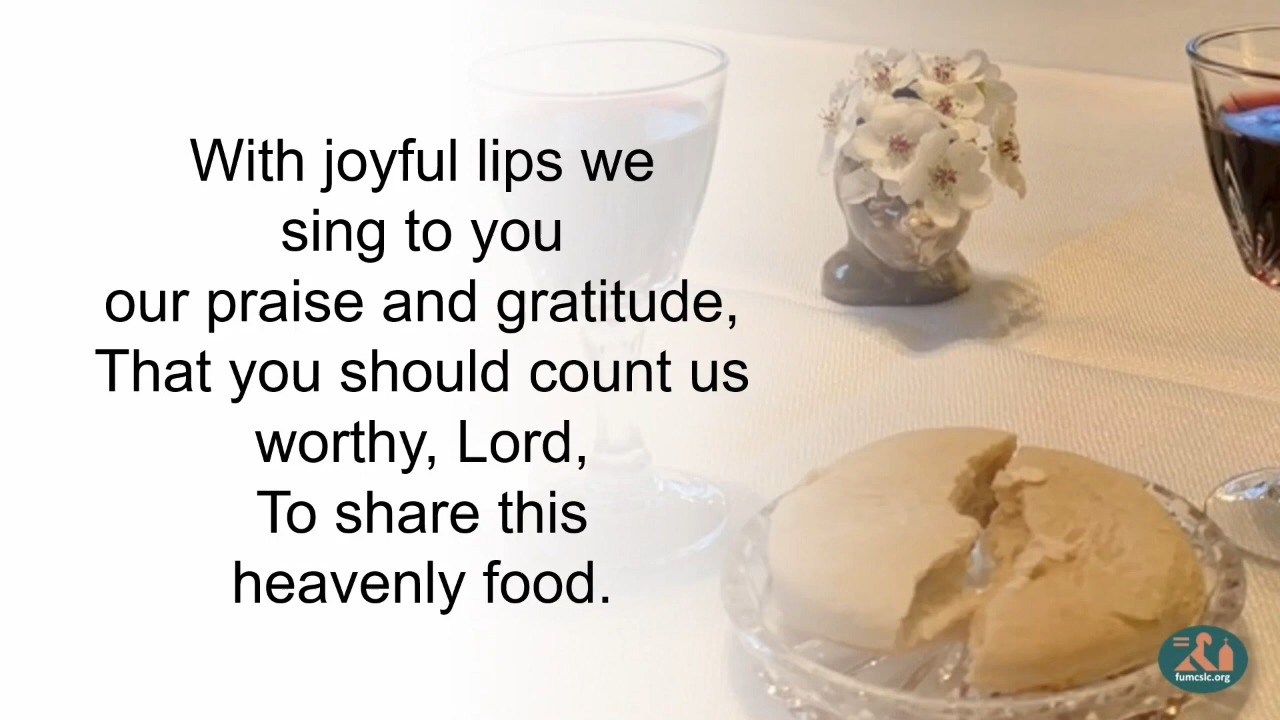 With joyful lips we
sing to you
our praise and gratitude,
That you should count us
worthy, Lord,
To share this
heavenly food.
fumcslc.org